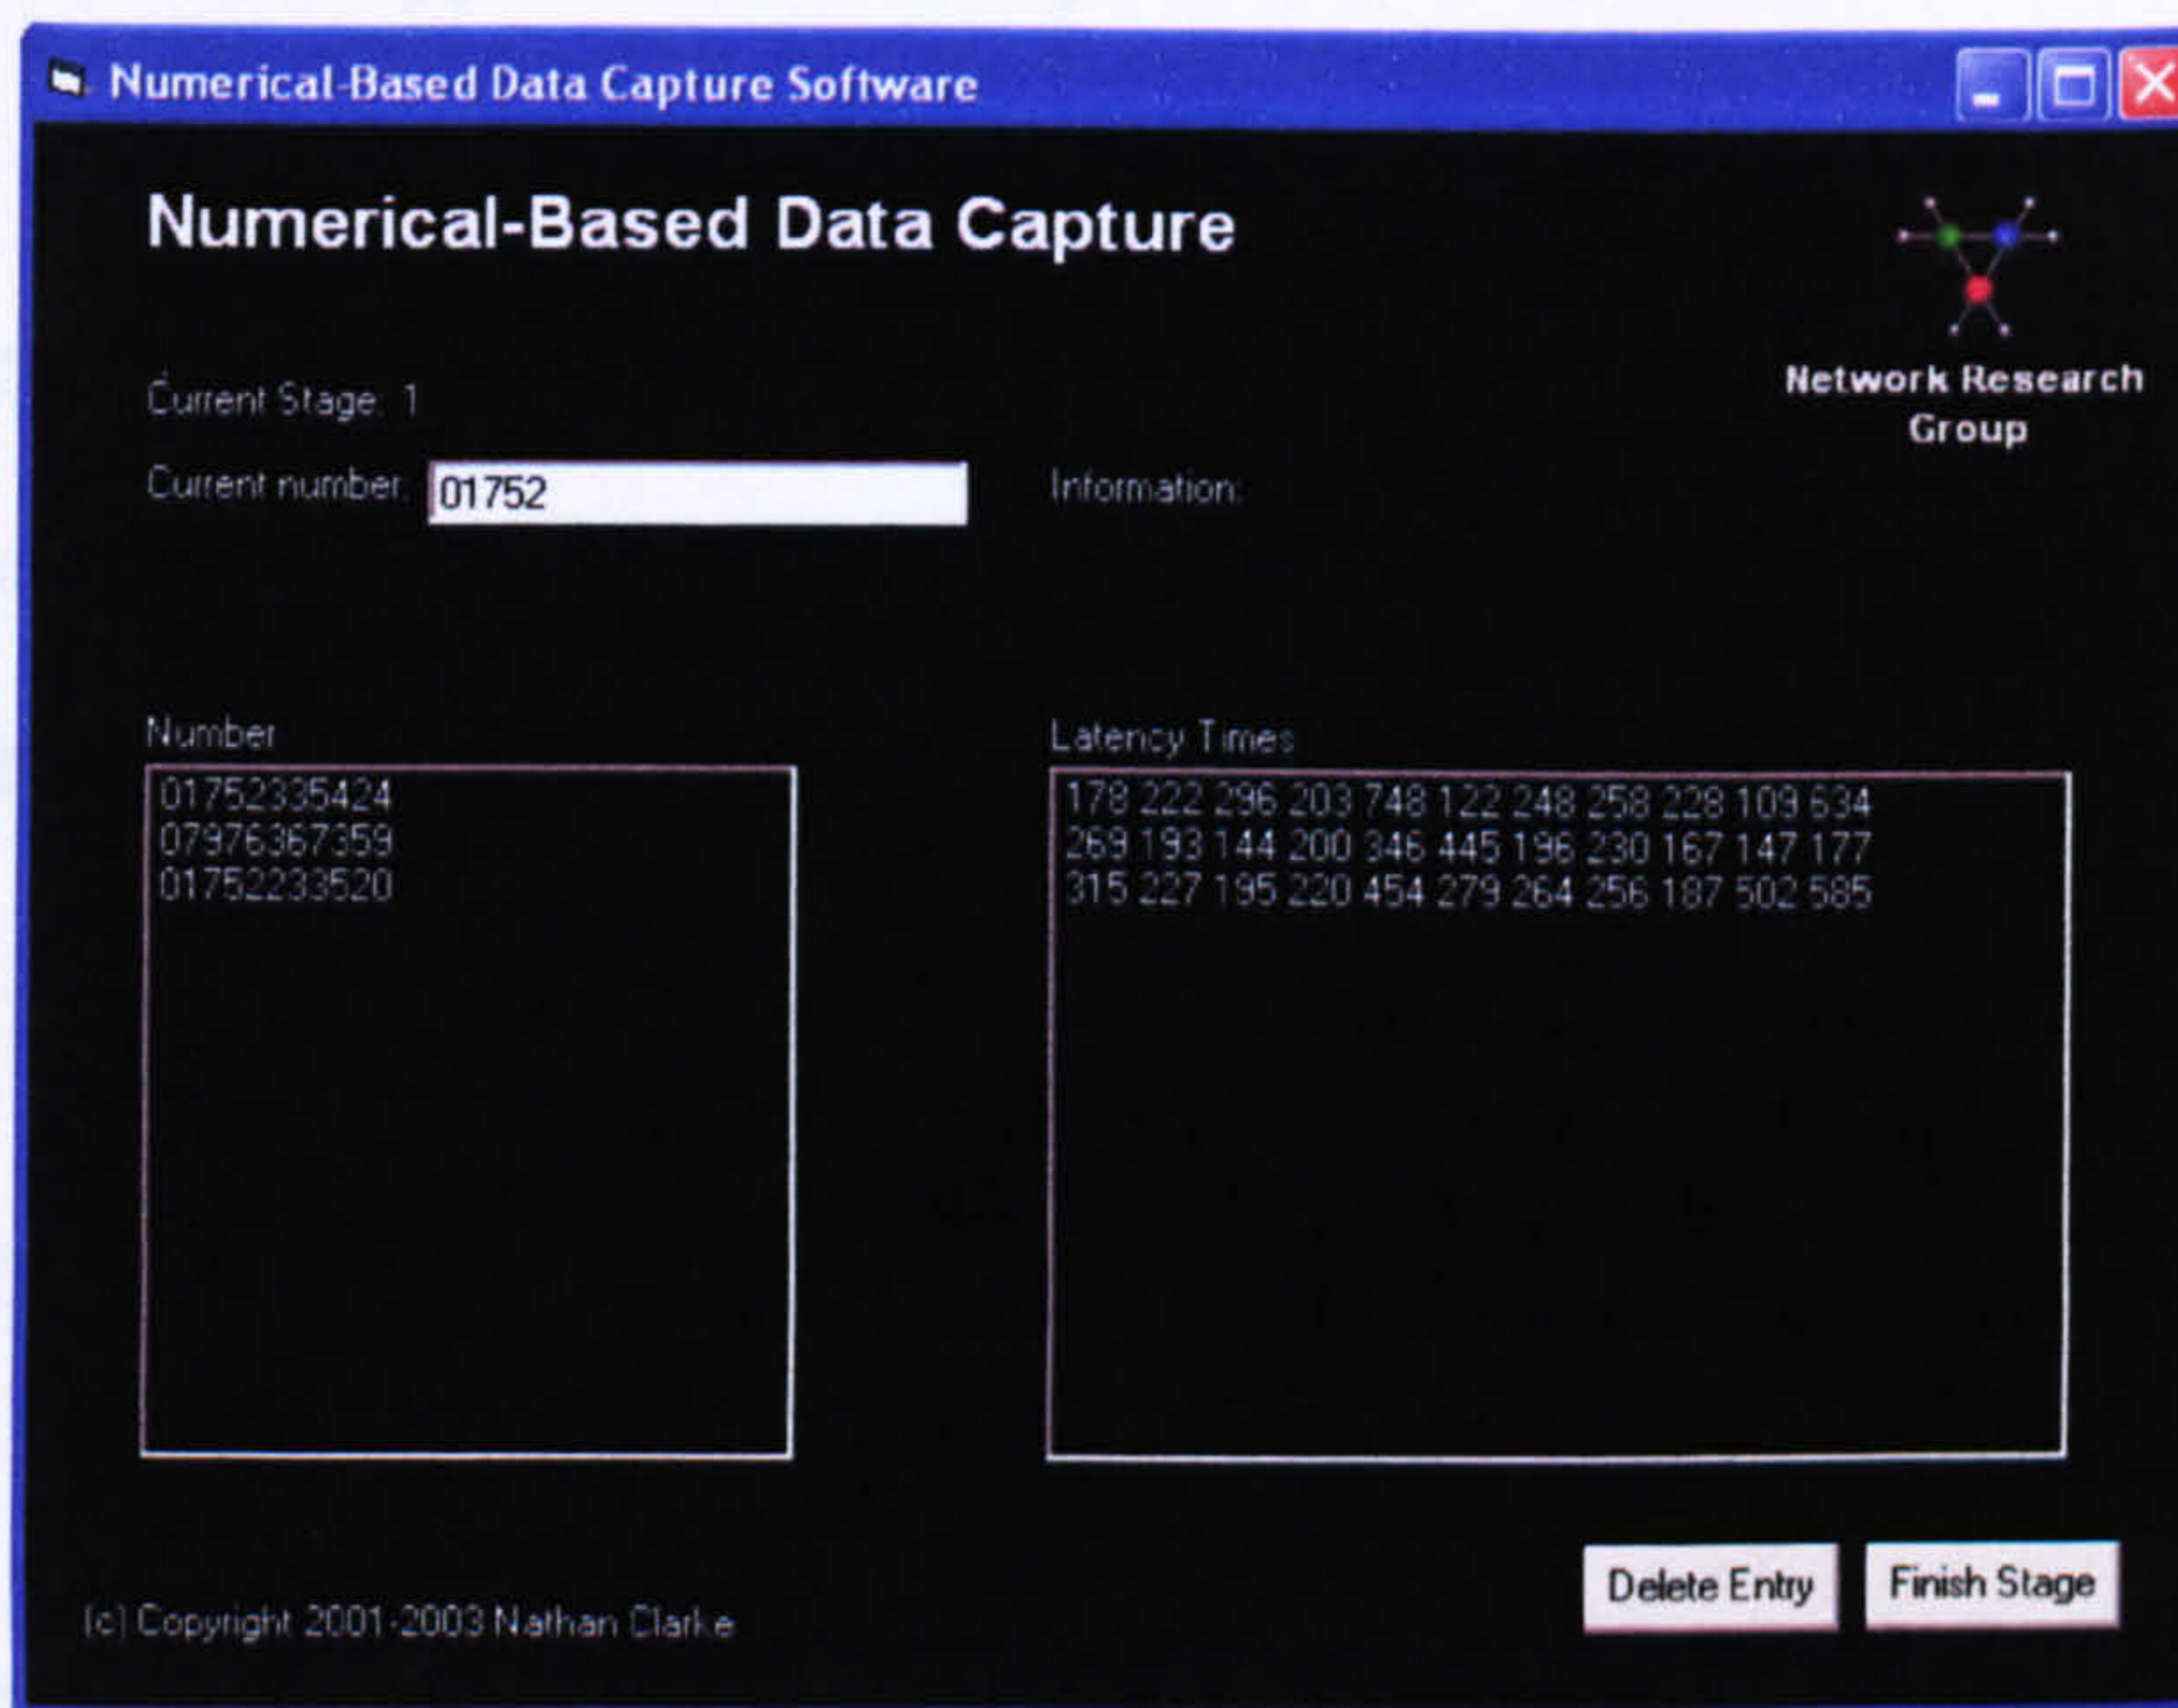 Numerical-Based Data Capture Software
Numerical-Based Data Capture
Network Research
Group
Current Stage: 1
Current number: 01752
Information:
Number
01752335424
07976367359
01752233520
Latency Times
178 222 296 203 748 122 248 258 228 109 634
269 193 144 200 346 445 196 230 167 147 177
315 227 195 220 454 279 264 256 187 502 585
Delete Entry
Finish Stage
(c) Copyright 2001-2003 Nathan Clarke